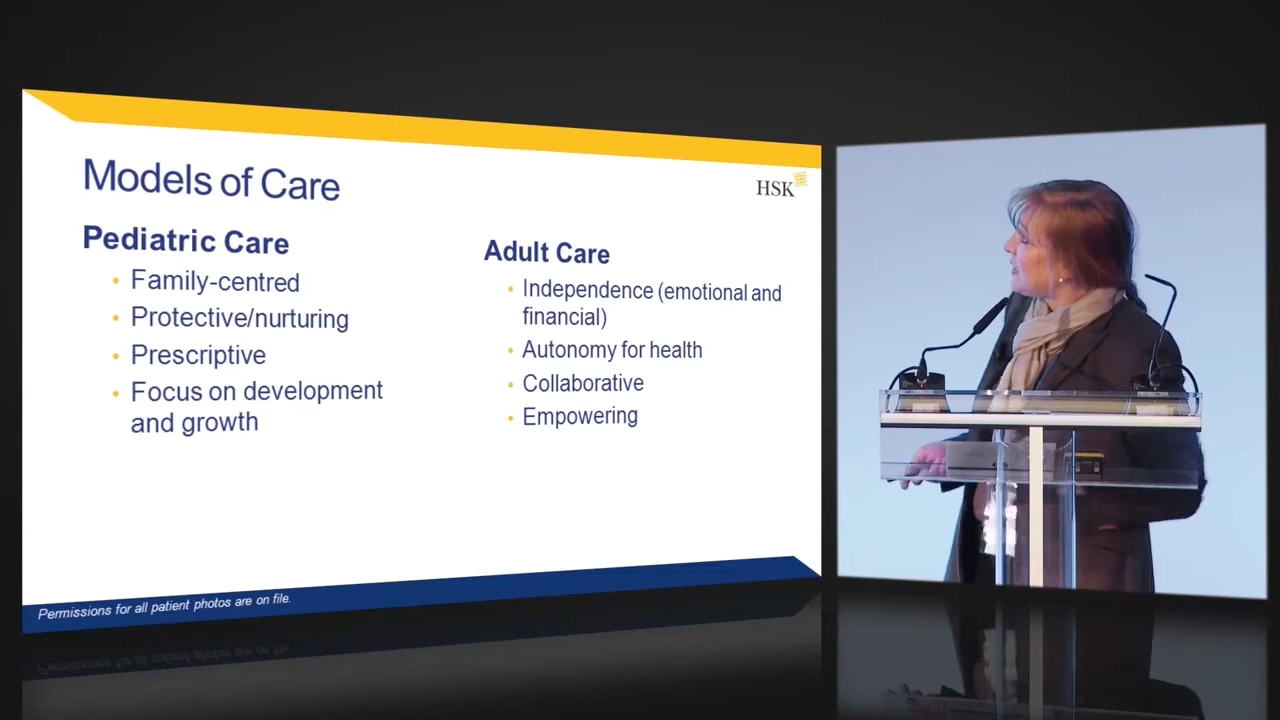 Models of Care
HSK
Pediatric Care
• Family-centred
• Protective/nurturing
• Prescriptive
• Focus on development
and growth
Adult Care
• Independence (emotional and
financial)
• Autonomy for health
• Collaborative
• Empowering
Permissions for all patient photos are on file.